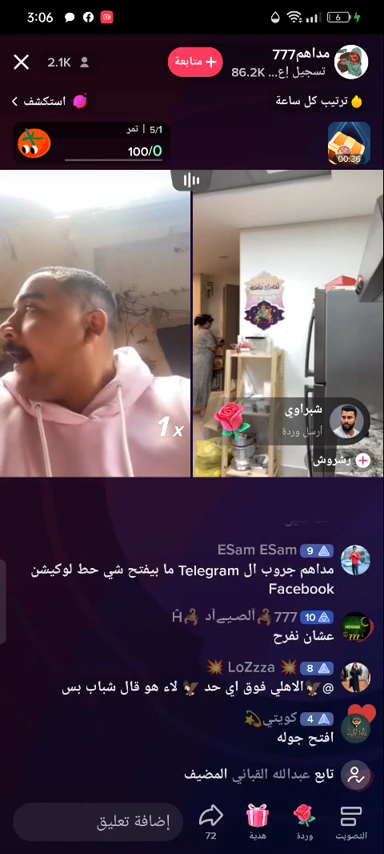 3:06
6
مداهم777
تسجيل إع... 86.2K
+ متابعة
2.1K
ترتيب كل ساعة
استكشف
00:36
5/1 | تمر
100/0
1x
شبراوي
أرسل وردة
رشروش
ESam ESam 9
مداهم جروب ال Telegram ما بيفتح شي حط لوكيشن
Facebook
10
عشان نفرح
LoZzza 8
@🦅الاهلي فوق اي حد🦅 لاء هو قال شباب بس
كويتي💫 4
افتح جوله
تابع عبدالله القباني المضيف
إضافة تعليق
72
هدية
وردة
التصويت